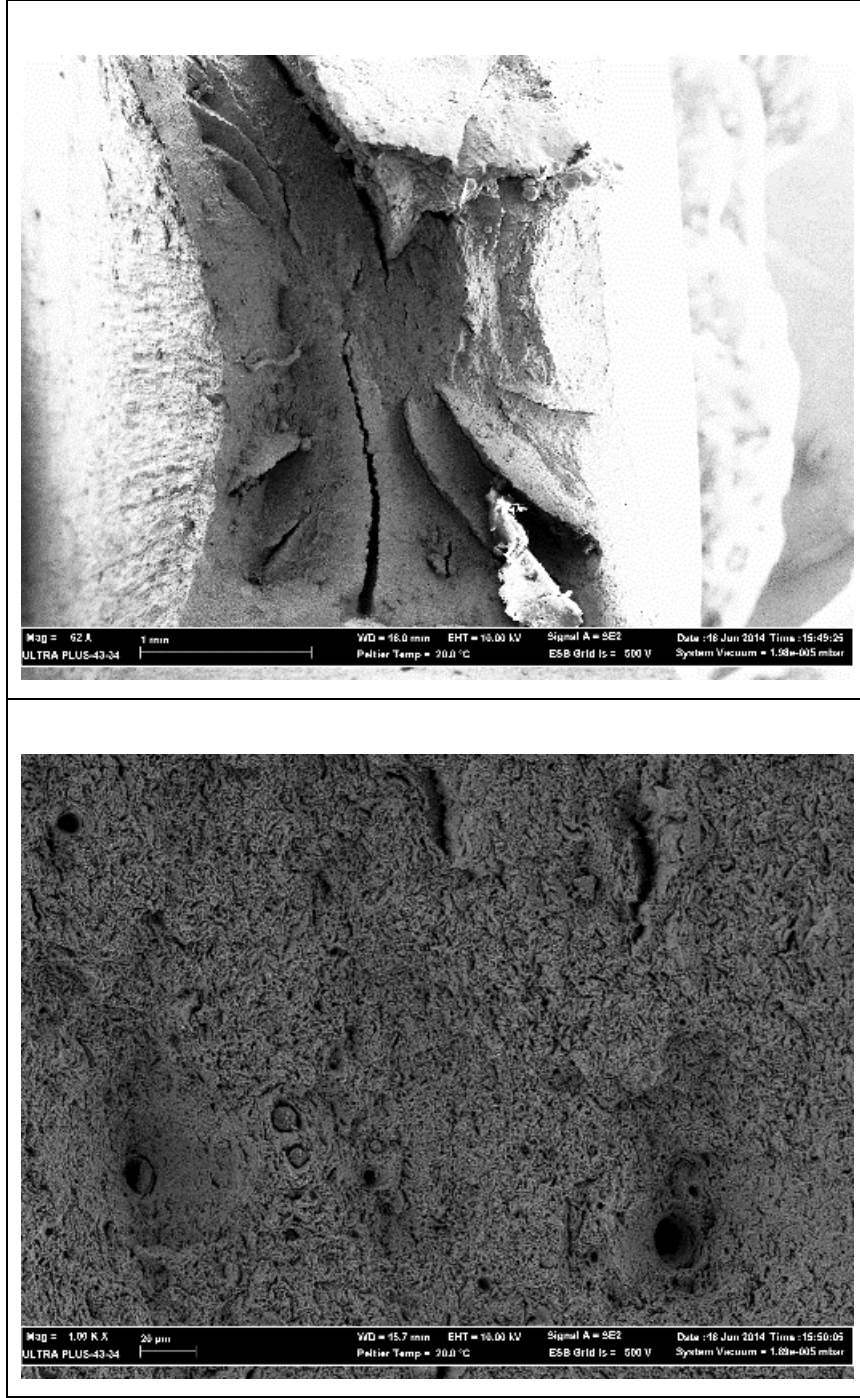 Mag = 62 X 1 mm WD = 16.0 mm EHT = 10.00 kV Signal A = SE2 Date :16 Jun 2014 Time :15:49:25
ULTRA PLUS-43-34 Peltier Temp = 20.0 °C ESB Grid is = 500 V System Vacuum = 1.98e-005 mbar
Mag = 1.00 K X 20 µm WD = 15.7 mm EHT = 10.00 kV Signal A = SE2 Date :16 Jun 2014 Time :15:50:05
ULTRA PLUS-43-34 Peltier Temp = 20.0 °C ESB Grid is = 500 V System Vacuum = 1.89e-005 mbar